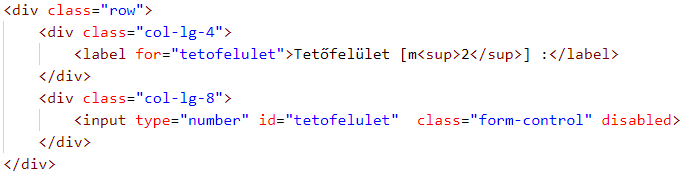 <div class="row">
<div class="col-lg-4">
<label for="tetofelulet">Tetőfelület [m<sup>2</sup>] :</label>
</div>
<div class="col-lg-8">
<input type="number" id="tetofelulet"  class="form-control" disabled>
</div>
</div>